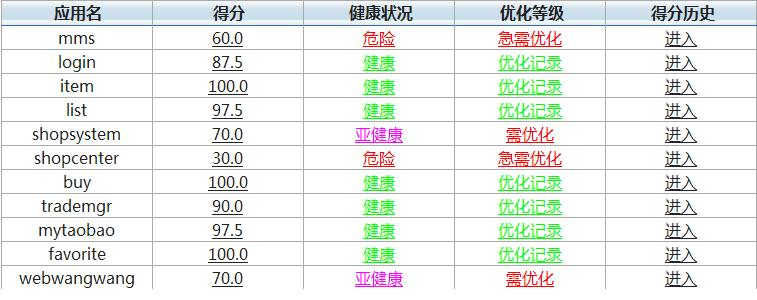 应用名 得分 健康状况 优化等级 得分历史
mms 60.0 危险 急需优化 进入
login 87.5 健康 优化记录 进入
item 100.0 健康 优化记录 进入
list 97.5 健康 优化记录 进入
shopsystem 70.0 亚健康 需优化 进入
shopcenter 30.0 危险 急需优化 进入
buy 100.0 健康 优化记录 进入
trademgr 90.0 健康 优化记录 进入
mytaobao 97.5 健康 优化记录 进入
favorite 100.0 健康 优化记录 进入
webwangwang 70.0 亚健康 需优化 进入